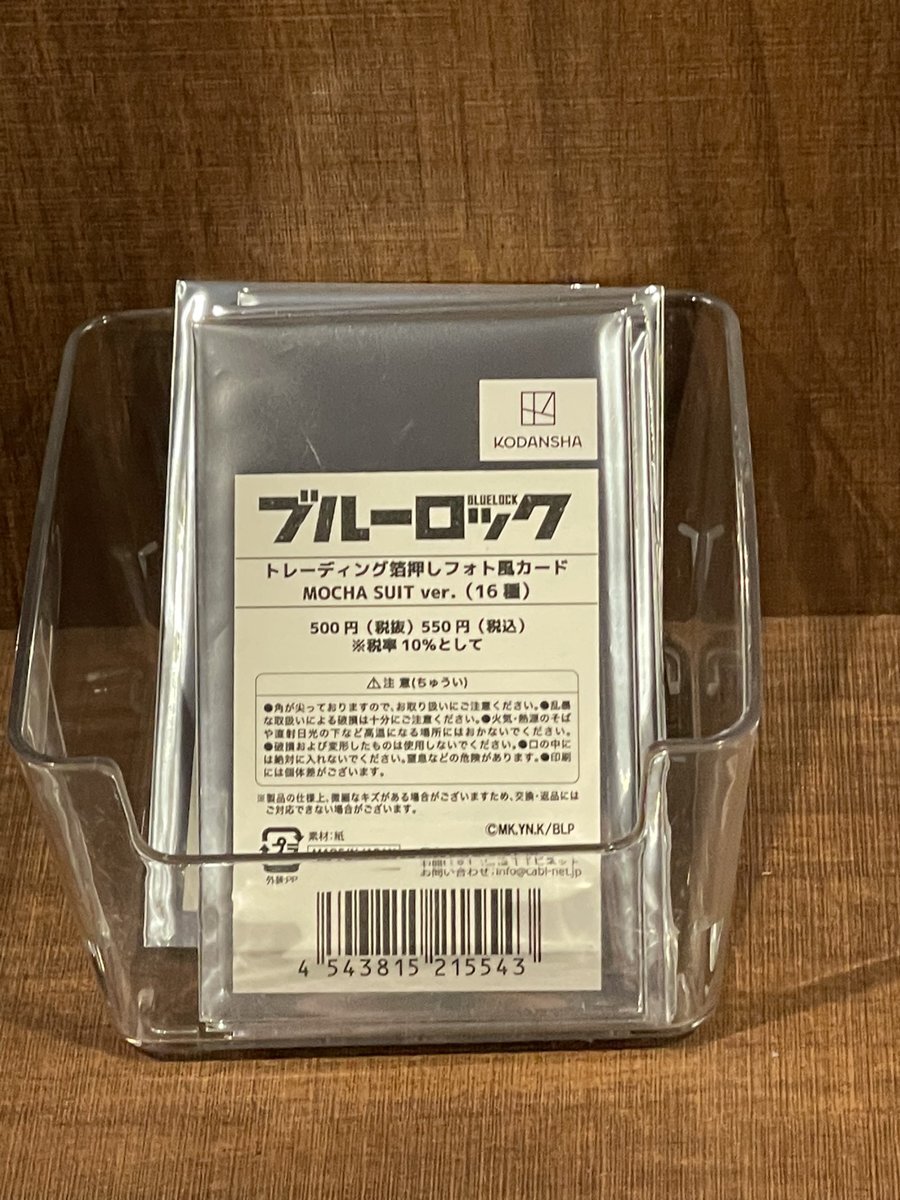 KODANSHA
BLUELOCK
ブルーロック
トレーディング箔押しフォト風カード
MOCHA SUIT ver.（16種）
500円（税抜）550円（税込）
※税率10%として
⚠注意(ちゅうい)
●角が尖っておりますので、お取り扱いにご注意ください。●乱暴
な取扱いによる破損は十分にご注意ください。●火気・熱源のそば
や直射日光の下など高温になる場所にはおかないでください。
●破損および変形したものは使用しないでください。●口の中に
は絶対に入れないでください。窒息などの危険があります。●印刷
には個体差がございます。
※製品の仕様上、微細なキズがある場合がございますため、交換・返品には
ご対応できない場合がございます。
プラ
外装:PP
素材:紙
©MK,YN,K/BLP
お問い合わせ:info@cabi-net.jp
4 543815 215543